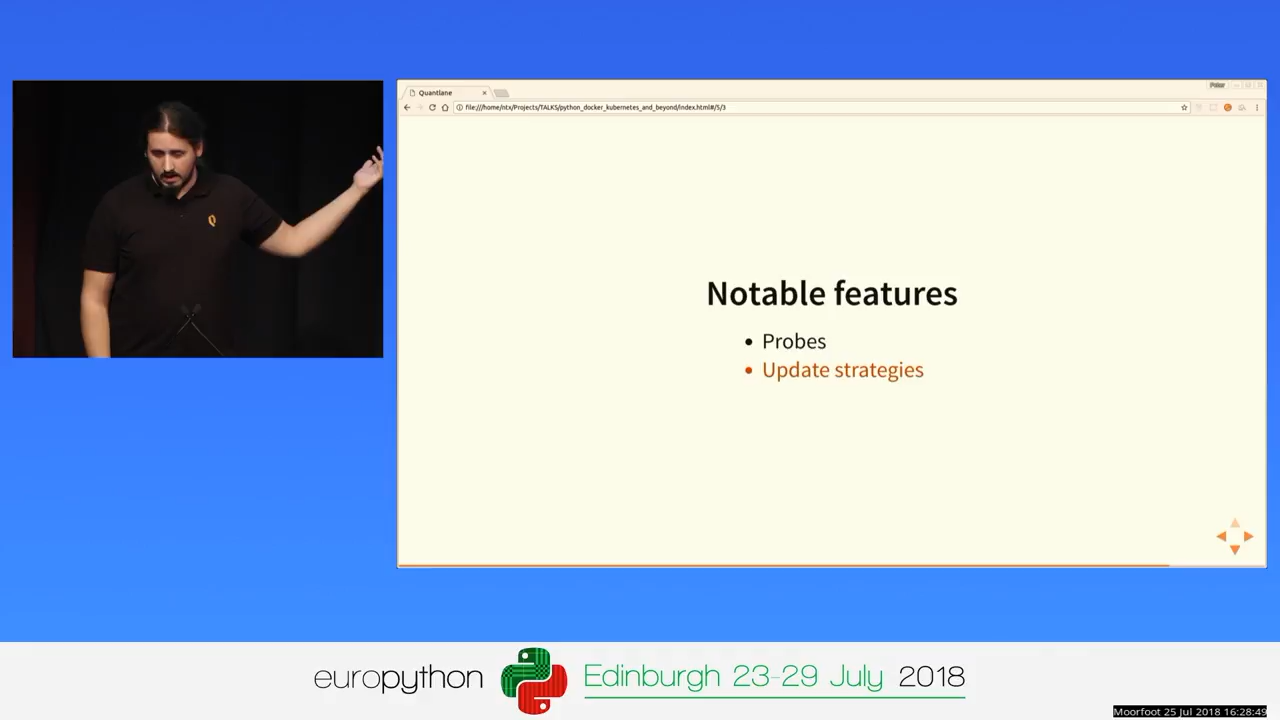 Quantlane
Peter
file:///home/ntx/Projects/TALKS/python_docker_kubernetes_and_beyond/index.html#/5/3
Notable features
Probes
Update strategies
europython
Edinburgh 23-29 July 2018
Moorfoot 25 Jul 2018 16:28:49